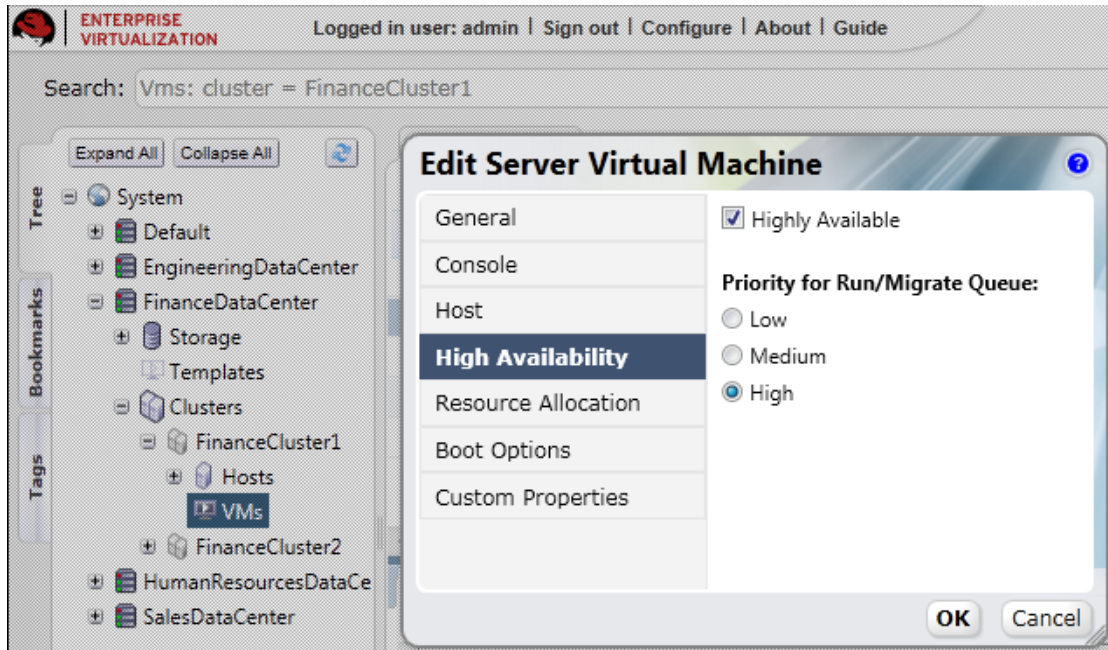 ENTERPRISE
VIRTUALIZATION
Logged in user: admin | Sign out | Configure | About | Guide
Search: Vms: cluster = FinanceCluster1
Expand All Collapse All
Tree
Bookmarks
Tags
System
Default
EngineeringDataCenter
FinanceDataCenter
Storage
Templates
Clusters
FinanceCluster1
Hosts
VMs
FinanceCluster2
HumanResourcesDataCe
SalesDataCenter
Edit Server Virtual Machine
?
General
Console
Host
High Availability
Resource Allocation
Boot Options
Custom Properties
Highly Available
Priority for Run/Migrate Queue:
Low
Medium
High
OK Cancel